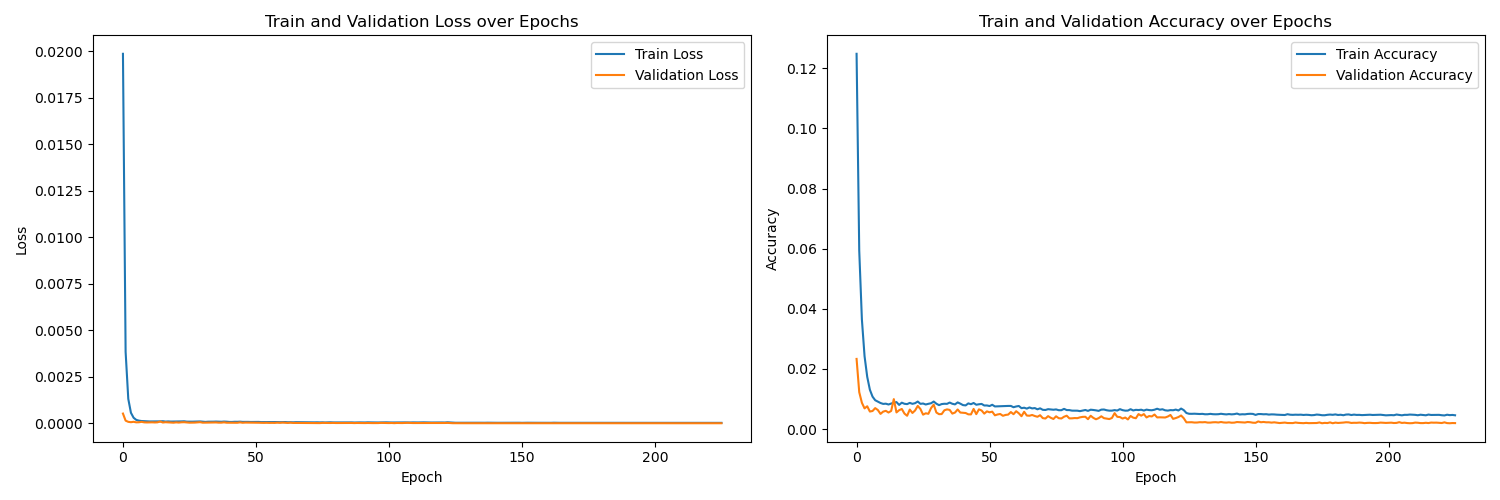 Train and Validation Loss over Epochs
0.0200
0.0175
0.0150
0.0125
0.0100
0.0075
0.0050
0.0025
0.0000
Loss
0
50
100
150
200
Epoch
Train Loss
Validation Loss
Train and Validation Accuracy over Epochs
0.12
0.10
0.08
0.06
0.04
0.02
0.00
Accuracy
0
50
100
150
200
Epoch
Train Accuracy
Validation Accuracy